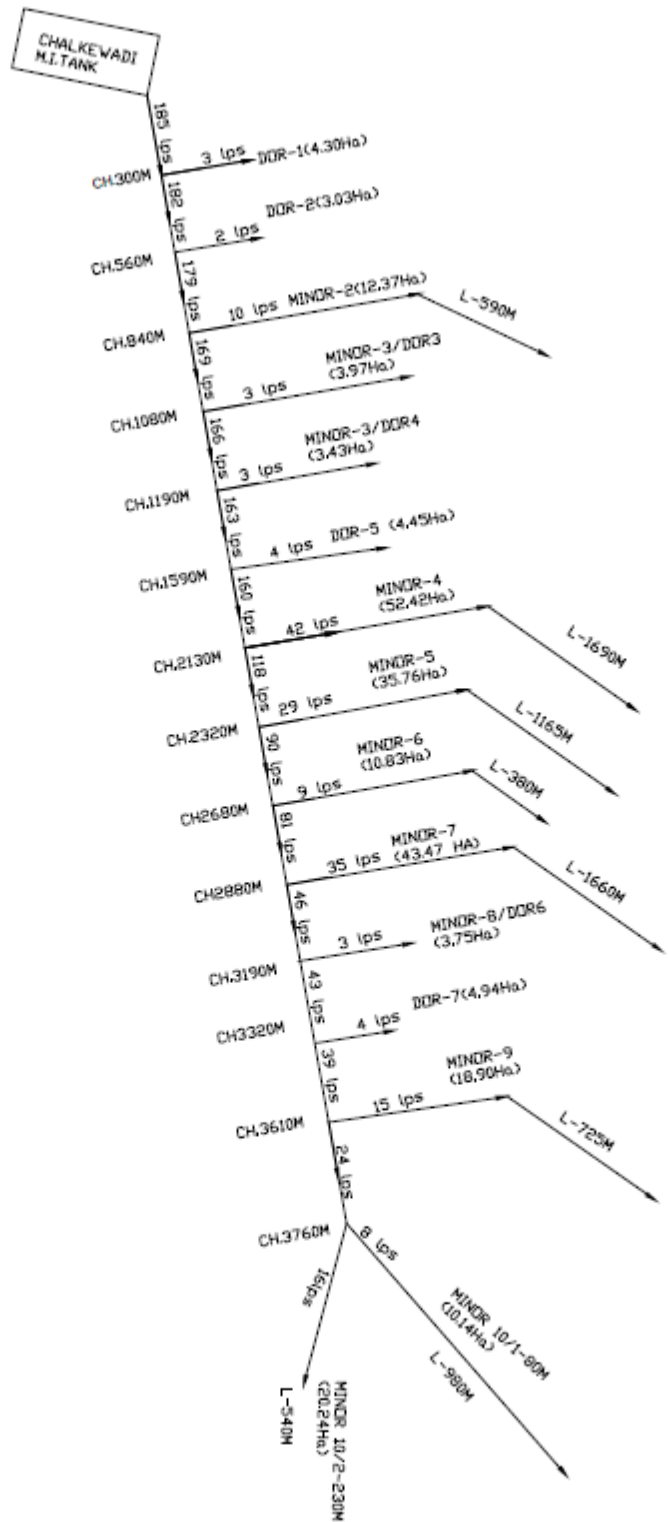 CHALKEWADI
M.I.TANK
185 lps
3 lps
DOR-1(4.30Ha)
CH.300M
182 lps
2 lps
DOR-2(3.03Ha)
CH.560M
179 lps
10 lps
MINOR-2(12.37Ha)
L-590M
CH.840M
169 lps
3 lps
MINOR-3/DOR3
(3.97Ha)
CH.1080M
166 lps
3 lps
MINOR-3/DOR4
(3.43Ha)
CH.1190M
163 lps
4 lps
DOR-5 (4.45Ha)
CH.1590M
160 lps
42 lps
MINOR-4
(52.42Ha)
L-1690M
CH.2130M
118 lps
29 lps
MINOR-5
(35.76Ha)
L-1165M
CH.2320M
90 lps
9 lps
MINOR-6
(10.83Ha)
L-380M
CH2680M
81 lps
35 lps
MINOR-7
(43.47 HA)
L-1660M
CH2880M
46 lps
3 lps
MINOR-8/DOR6
(3.75Ha)
CH.3190M
43 lps
4 lps
DOR-7(4.94Ha)
CH3320M
39 lps
15 lps
MINOR-9
(18.90Ha)
L-725M
CH.3610M
24 lps
CH.3760M
8 lps
MINOR 10/1-80M
(10.14Ha)
L-980M
16lps
MINOR 10/2-230M
(20.24Ha)
L-540M